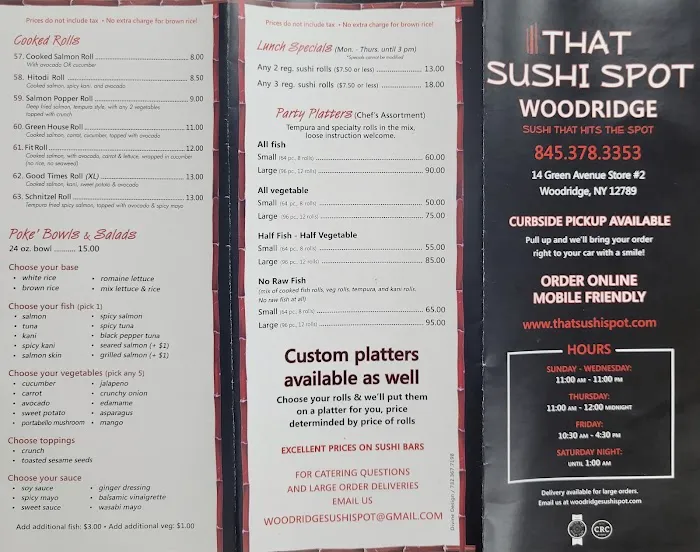 Prices do not include tax • No extra charge for brown rice!
Cooked Rolls
57. Cooked Salmon Roll 8.00
With avocado OR cucumber
58. Hitodi Roll 8.50
Cooked salmon, spicy kani, and avocado
59. Salmon Popper Roll 9.00
Deep fried salmon, tempura style, with any 2 vegetables
topped with crunch
60. Green House Roll 11.00
Cooked salmon, carrot, cucumber, topped with avocado
61. Fit Roll 12.00
Cooked salmon, with avocado, carrot & lettuce, wrapped in cucumber
(no rice, no seaweed)
62. Good Times Roll (XL) 13.00
Cooked salmon, kani, sweet potato & avocado
63. Schnitzel Roll 13.00
Tempura fried spicy salmon, topped with avocado & spicy mayo
Poke' Bowls & Salads
24 oz. bowl .......... 15.00
Choose your base
• white rice
• brown rice
• romaine lettuce
• mix lettuce & rice
Choose your fish (pick 1)
• salmon
• tuna
• kani
• spicy kani
• salmon skin
• spicy salmon
• spicy tuna
• black pepper tuna
• seared salmon (+ $1)
• grilled salmon (+ $1)
Choose your vegetables (pick any 5)
• cucumber
• carrot
• avocado
• sweet potato
• portabello mushroom
• jalapeno
• crunchy onion
• edamame
• asparagus
• mango
Choose toppings
• crunch
• toasted sesame seeds
Choose your sauce
• soy sauce
• spicy mayo
• sweet sauce
• ginger dressing
• balsamic vinaigrette
• wasabi mayo
Add additional fish: $3.00 • Add additional veg: $1.00
Prices do not include tax • No extra charge for brown rice!
Lunch Specials (Mon. - Thurs. until 3 pm)
*Specials cannot be modified
Any 2 reg. sushi rolls ($7.50 or less) 13.00
Any 3 reg. sushi rolls ($7.50 or less) 18.00
Party Platters (Chef's Assortment)
Tempura and specialty rolls in the mix,
loose instruction welcome.
All fish
Small (64 pc., 8 rolls) 60.00
Large (96 pc., 12 rolls) 90.00
All vegetable
Small (64 pc., 8 rolls) 50.00
Large (96 pc., 12 rolls) 75.00
Half Fish - Half Vegetable
Small (64 pc., 8 rolls) 55.00
Large (96 pc., 12 rolls) 85.00
No Raw Fish
(mix of cooked fish rolls, veg rolls, tempura, and kani rolls.
No raw fish at all)
Small (64 pc., 8 rolls) 65.00
Large (96 pc., 12 rolls) 95.00
Custom platters
available as well
Choose your rolls & we'll put them
on a platter for you, price
determinded by price of rolls
EXCELLENT PRICES ON SUSHI BARS
FOR CATERING QUESTIONS
AND LARGE ORDER DELIVERIES
EMAIL US
WOODRIDGESUSHISPOT@GMAIL.COM
THAT
SUSHI SPOT
WOODRIDGE
SUSHI THAT HITS THE SPOT
845.378.3353
14 Green Avenue Store #2
Woodridge, NY 12789
CURBSIDE PICKUP AVAILABLE
Pull up and we'll bring your order
right to your car with a smile!
ORDER ONLINE
MOBILE FRIENDLY
www.thatsushispot.com
HOURS
SUNDAY - WEDNESDAY:
11:00 AM - 11:00 PM
THURSDAY:
11:00 AM - 12:00 MIDNIGHT
FRIDAY:
10:30 AM - 4:30 PM
SATURDAY NIGHT:
UNTIL 1:00 AM
Delivery available for large orders.
Email us at woodridgesushispot.com
CRC